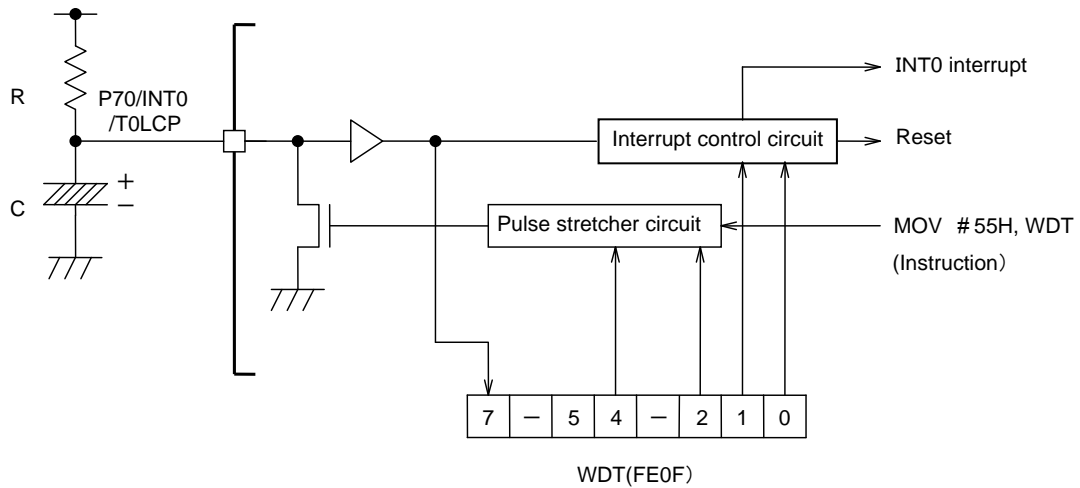 INT0 interrupt
R
P70/INT0
/T0LCP
Interrupt control circuit
Reset
+
−
C
Pulse stretcher circuit
MOV #55H, WDT
(Instruction）
7 － 5 4 － 2 1 0
WDT(FE0F）